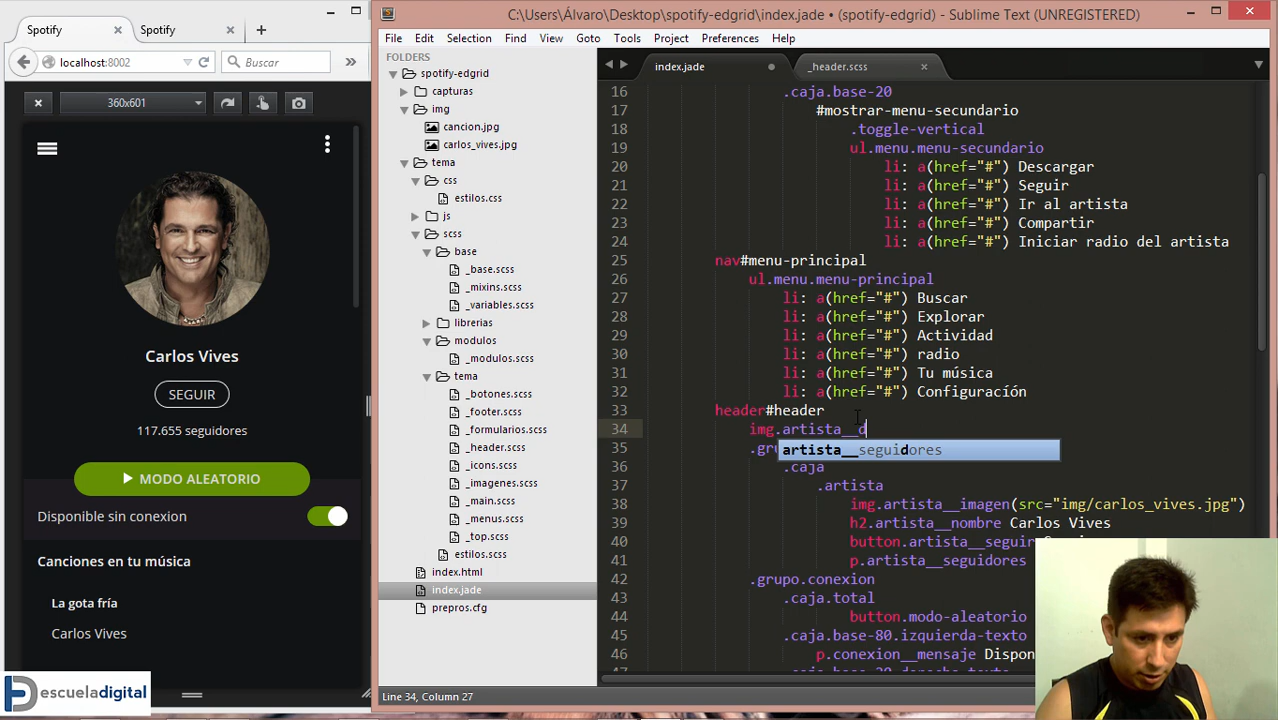 Spotify
Spotify
localhost:8002
Buscar
360x601
Carlos Vives
SEGUIR
117.655 seguidores
MODO ALEATORIO
Disponible sin conexion
Canciones en tu música
La gota fría
Carlos Vives
escueladigital
C:\Users\Álvaro\Desktop\spotify-edgrid\index.jade • (spotify-edgrid) - Sublime Text (UNREGISTERED)
File Edit Selection Find View Goto Tools Project Preferences Help
FOLDERS
spotify-edgrid
capturas
img
cancion.jpg
carlos_vives.jpg
tema
css
estilos.css
js
scss
base
_base.scss
_mixins.scss
_variables.scss
librerias
modulos
_modulos.scss
tema
_botones.scss
_footer.scss
_formularios.scss
_header.scss
_icons.scss
_imagenes.scss
_main.scss
_menus.scss
_top.scss
estilos.scss
index.html
index.jade
prepros.cfg
index.jade
_header.scss
16 .caja.base-20
17 #mostrar-menu-secundario
18 .toggle-vertical
19 ul.menu.menu-secundario
20 li: a(href="#") Descargar
21 li: a(href="#") Seguir
22 li: a(href="#") Ir al artista
23 li: a(href="#") Compartir
24 li: a(href="#") Iniciar radio del artista
25 nav#menu-principal
26 ul.menu.menu-principal
27 li: a(href="#") Buscar
28 li: a(href="#") Explorar
29 li: a(href="#") Actividad
30 li: a(href="#") radio
31 li: a(href="#") Tu música
32 li: a(href="#") Configuracíón
33 header#header
34 img.artista__d
artista__seguidores
35 .gru
36 .caja
37 .artista
38 img.artista__imagen(src="img/carlos_vives.jpg")
39 h2.artista__nombre Carlos Vives
40 button.artista__seguir
41 p.artista__seguidores
42 .grupo.conexion
43 .caja.total
44 button.modo-aleatorio
45 .caja.base-80.izquierda-texto
46 p.conexion__mensaje Dispon
Line 34, Column 27